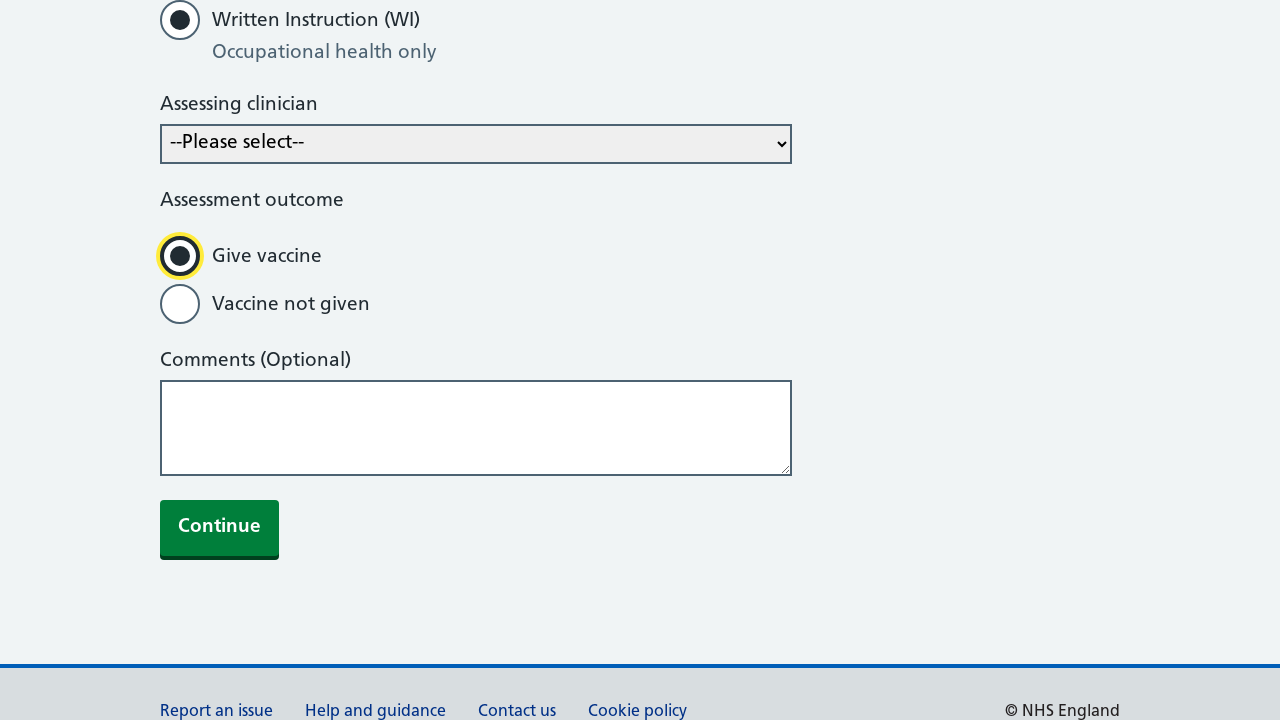 Written Instruction (WI)
Occupational health only
Assessing clinician
--Please select--
Assessment outcome
Give vaccine
Vaccine not given
Comments (Optional)
Continue
Report an issue Help and guidance Contact us Cookie policy © NHS England